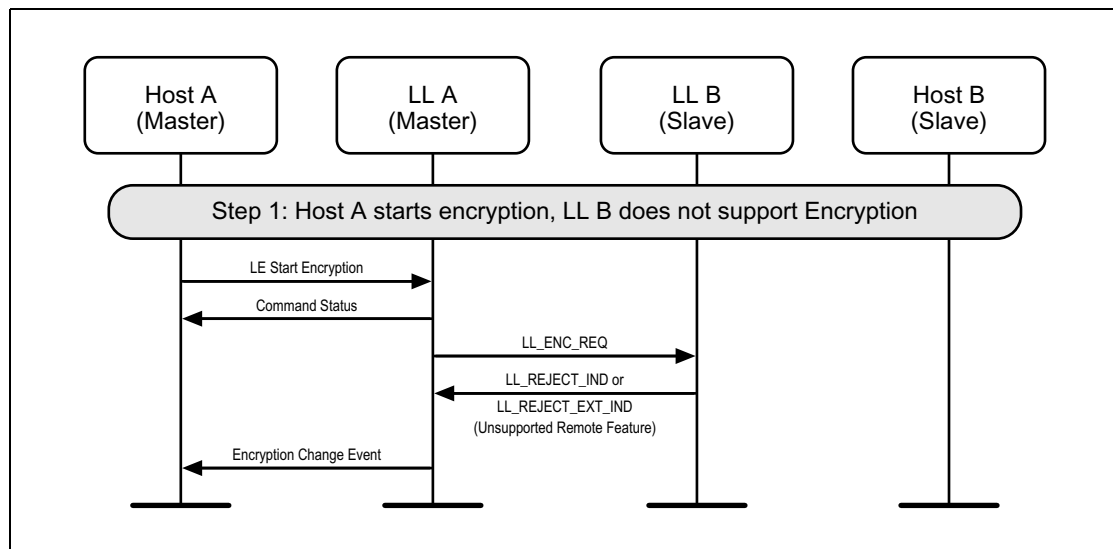 Host A
(Master)
LL A
(Master)
LL B
(Slave)
Host B
(Slave)
Step 1: Host A starts encryption, LL B does not support Encryption
LE Start Encryption
Command Status
LL_ENC_REQ
LL_REJECT_IND or
LL_REJECT_EXT_IND
(Unsupported Remote Feature)
Encryption Change Event